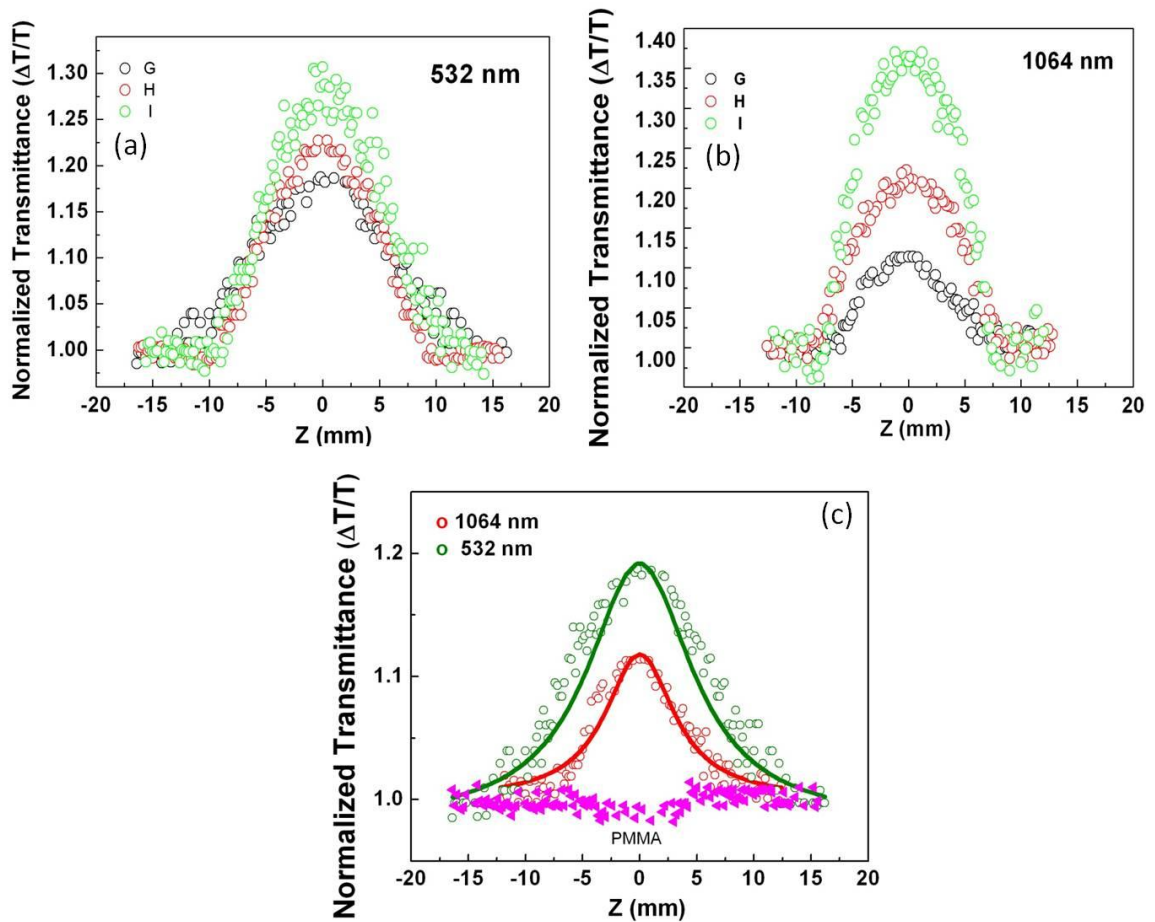 Normalized Transmittance (ΔT/T)
1.30
1.25
1.20
1.15
1.10
1.05
1.00
G
H
I
532 nm
(a)
-20 -15 -10 -5 0 5 10 15 20
Z (mm)
Normalized Transmittance (ΔT/T)
1.40
1.35
1.30
1.25
1.20
1.15
1.10
1.05
1.00
G
H
I
1064 nm
(b)
-20 -15 -10 -5 0 5 10 15 20
Z (mm)
Normalized Transmittance (ΔT/T)
1.2
1.1
1.0
1064 nm
532 nm
(c)
PMMA
-20 -15 -10 -5 0 5 10 15 20
Z (mm)